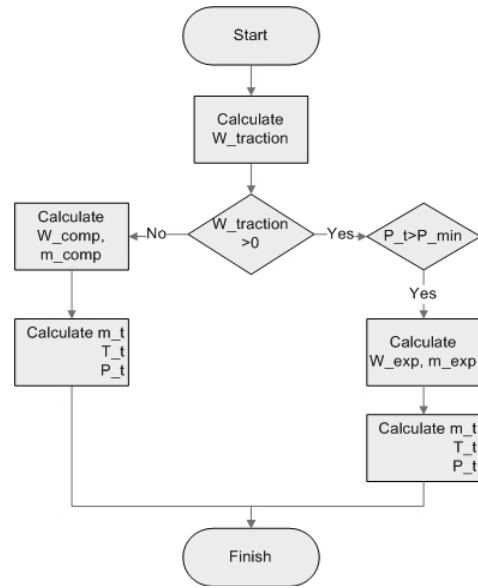 Start
Calculate
W_traction
W_traction
>0
No
Yes
Calculate
W_comp,
m_comp
P_t>P_min
Yes
Calculate m_t
T_t
P_t
Calculate
W_exp, m_exp
Calculate m_t
T_t
P_t
Finish